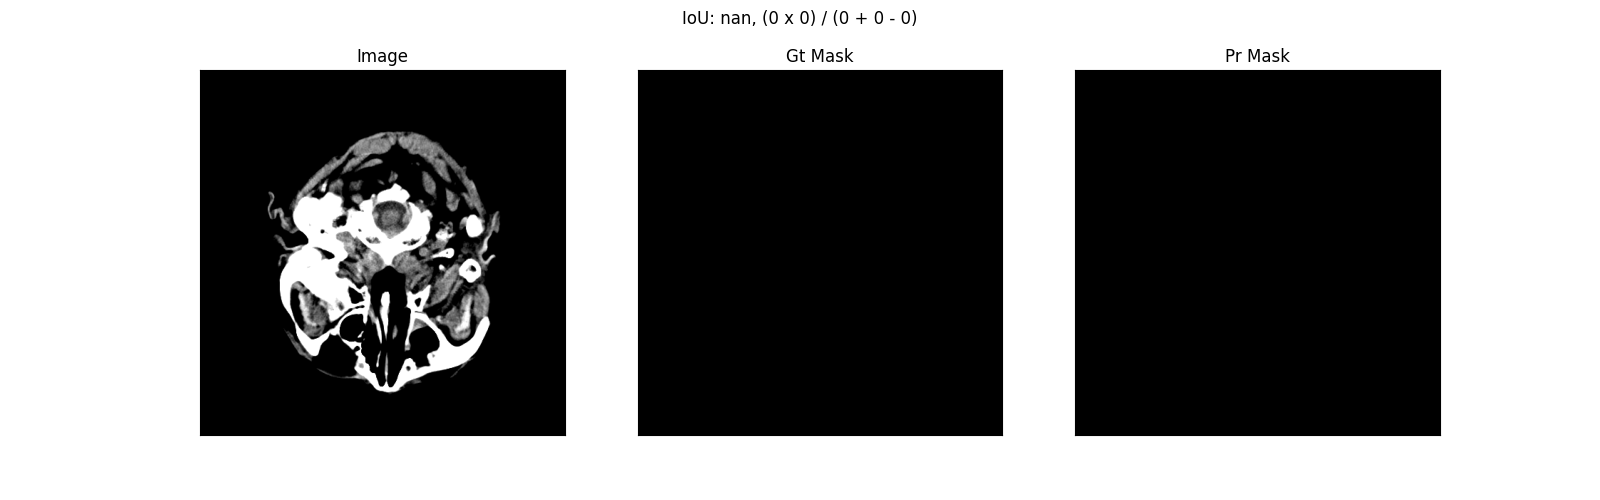 IoU: nan, (0 x 0) / (0 + 0 - 0)
Image
Gt Mask
Pr Mask